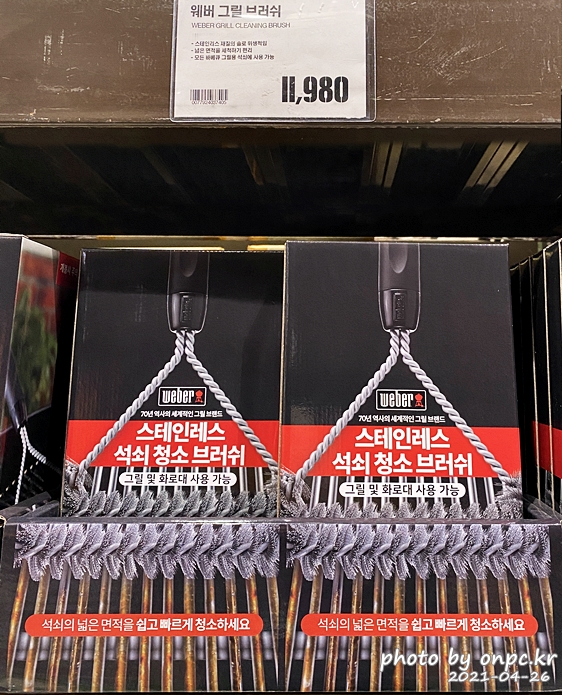 웨버 그릴 브러쉬
WEBER GRILL CLEANING BRUSH
• 스테인리스 재질의 솔로 위생적임
• 넓은 면적을 세척하기 편리
• 모든 바베큐 그릴용 석쇠에 사용 가능
0077924037405
11,980
weber
70년 역사의 세계적인 그릴 브랜드
스테인레스
석쇠 청소 브러쉬
그릴 및 화로대 사용 가능
weber
70년 역사의 세계적인 그릴 브랜드
스테인레스
석쇠 청소 브러쉬
그릴 및 화로대 사용 가능
석쇠의 넓은 면적을 쉽고 빠르게 청소하세요
석쇠의 넓은 면적을 쉽고 빠르게 청소하세요
photo by onpc.kr
2021-04-26